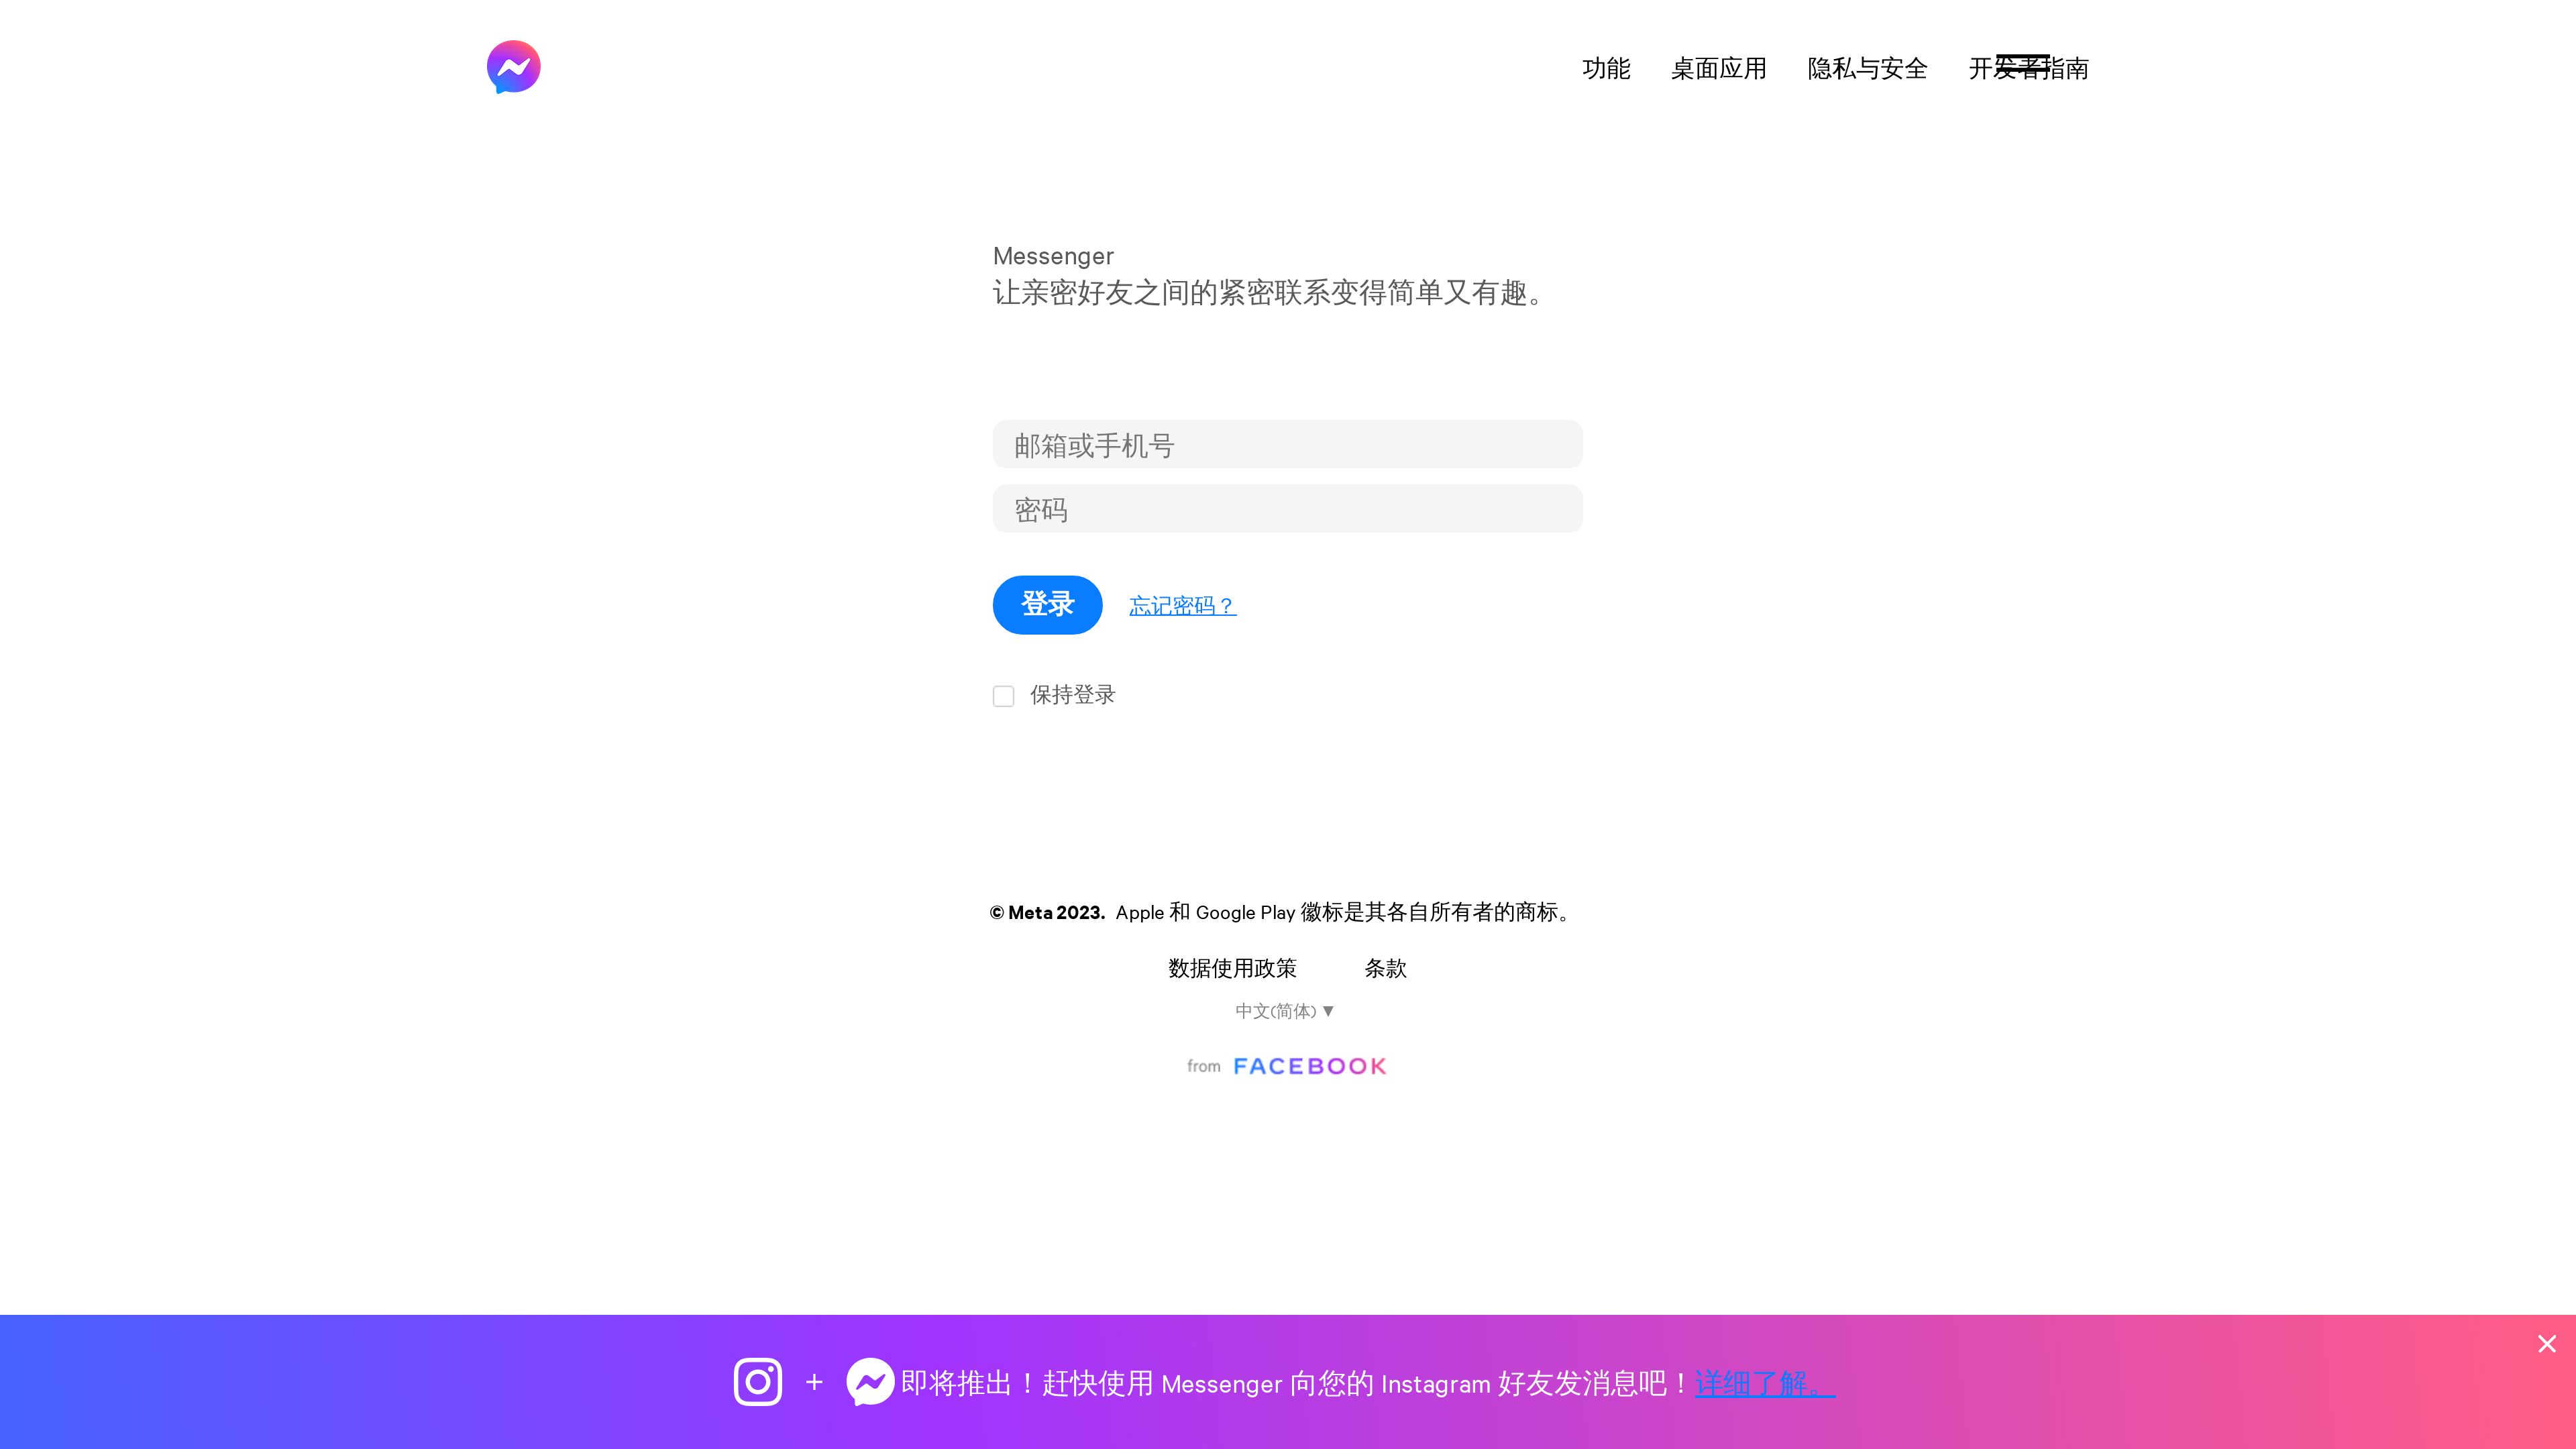 功能 桌面应用 隐私与安全 开发者指南
Messenger
让亲密好友之间的紧密联系变得简单又有趣。
邮箱或手机号
密码
登录 忘记密码？
保持登录
© Meta 2023. Apple 和 Google Play 徽标是其各自所有者的商标。
数据使用政策 条款
中文(简体) ▼
from FACEBOOK
+ 即将推出！赶快使用 Messenger 向您的 Instagram 好友发消息吧！详细了解。